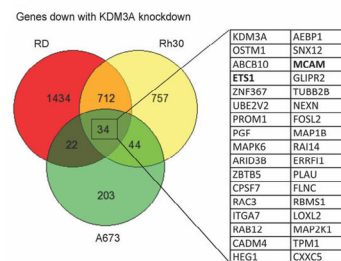 Genes down with KDM3A knockdown
RD
Rh30
1434
712
757
34
22
44
203
A673
KDM3A AEBP1
OSTM1 SNX12
ABCB10 MCAM
ETS1 GLIPR2
ZNF367 TUBB2B
UBE2V2 NEXN
PROM1 FOSL2
PGF MAP1B
MAPK6 RAI14
ARID3B ERRFI1
ZBTB5 PLAU
CPSF7 FLNC
RAC3 RBMS1
ITGA7 LOXL2
RAB12 MAP2K1
CADM4 TPM1
HEG1 CXXC5